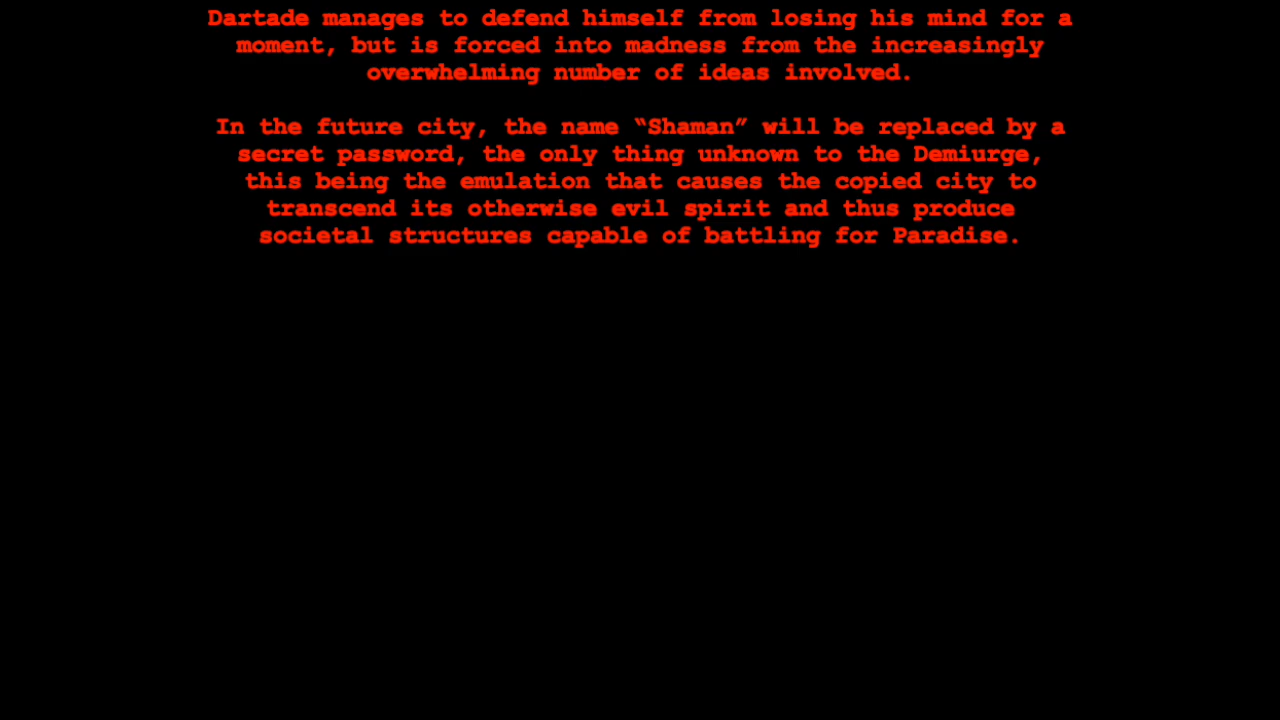 Dartade manages to defend himself from losing his mind for a
moment, but is forced into madness from the increasingly
overwhelming number of ideas involved.

In the future city, the name “Shaman” will be replaced by a
secret password, the only thing unknown to the Demiurge,
this being the emulation that causes the copied city to
transcend its otherwise evil spirit and thus produce
societal structures capable of battling for Paradise.